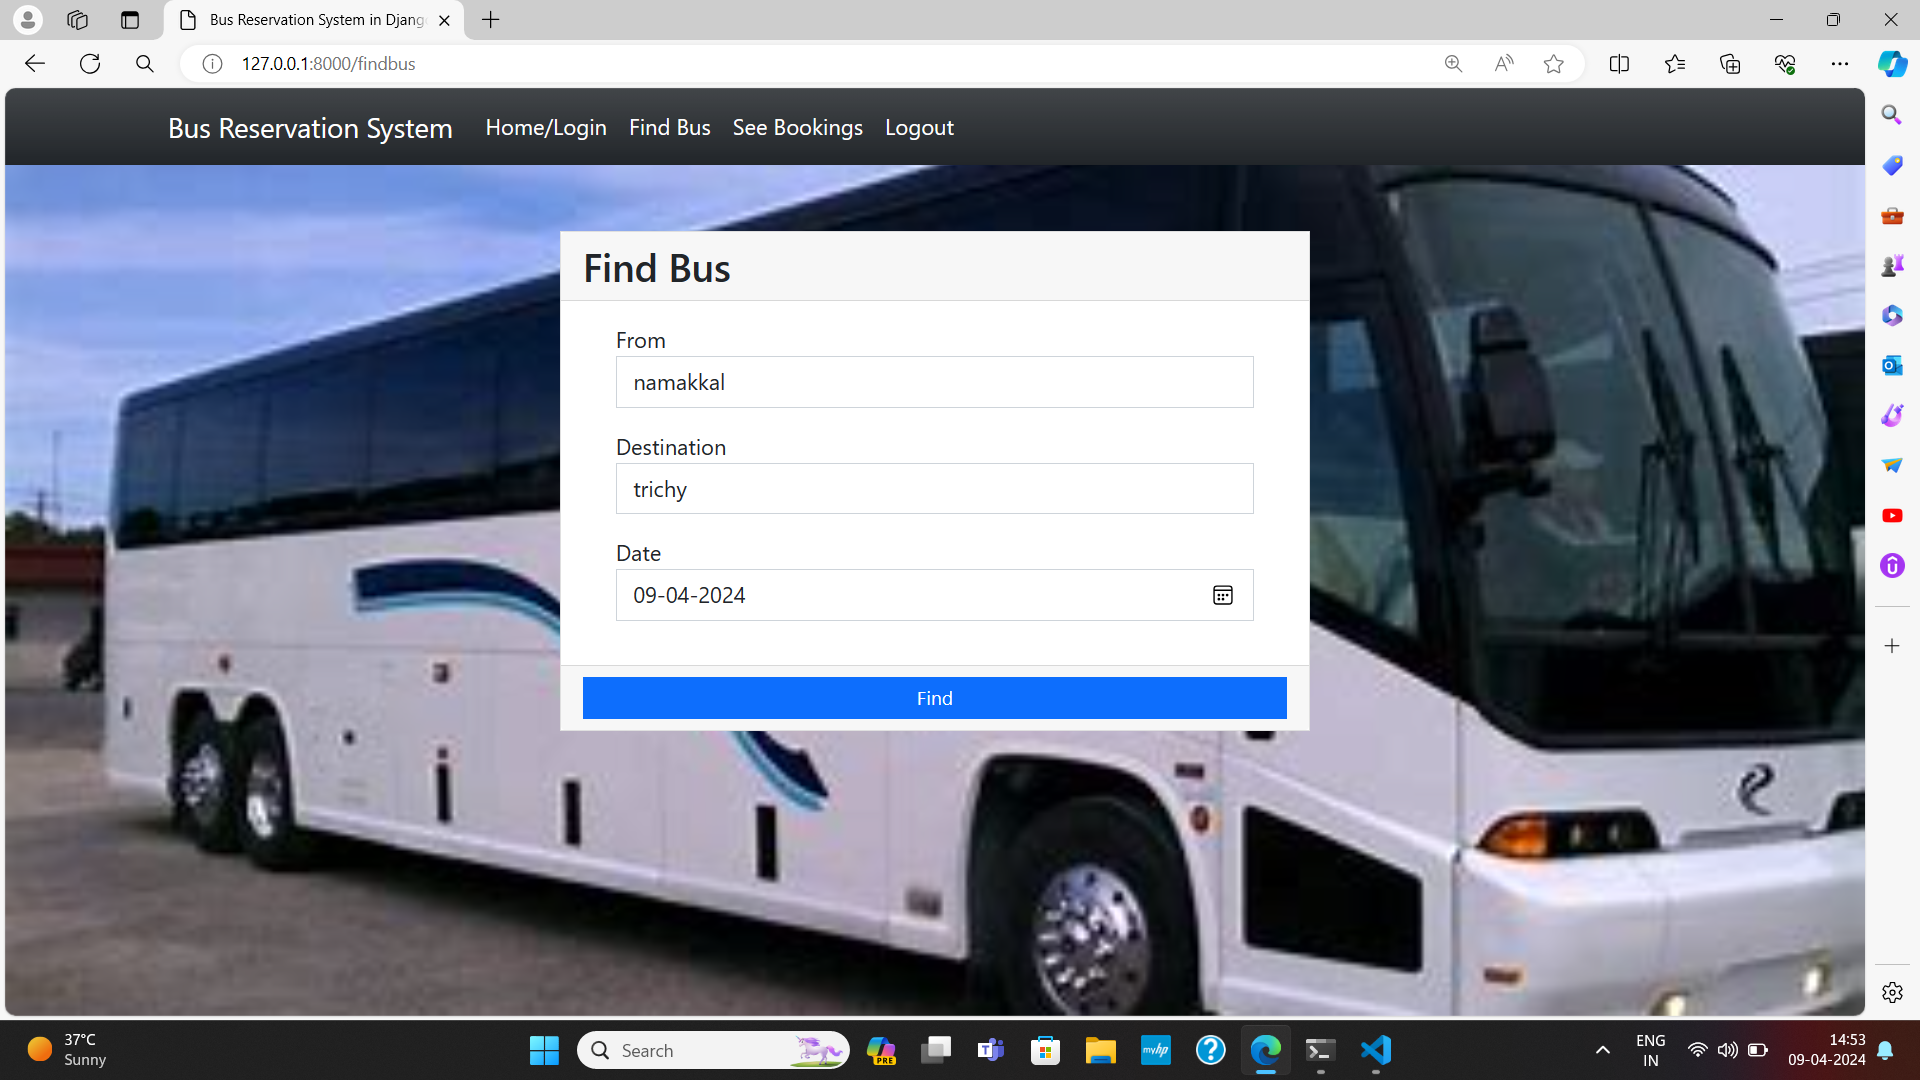 Bus Reservation System in Djang
127.0.0.1:8000/findbus
Bus Reservation System
Home/Login
Find Bus
See Bookings
Logout
Find Bus
From
namakkal
Destination
trichy
Date
09-04-2024
Find
37°C
Sunny
Search
PRE
myhp
ENG
IN
14:53
09-04-2024